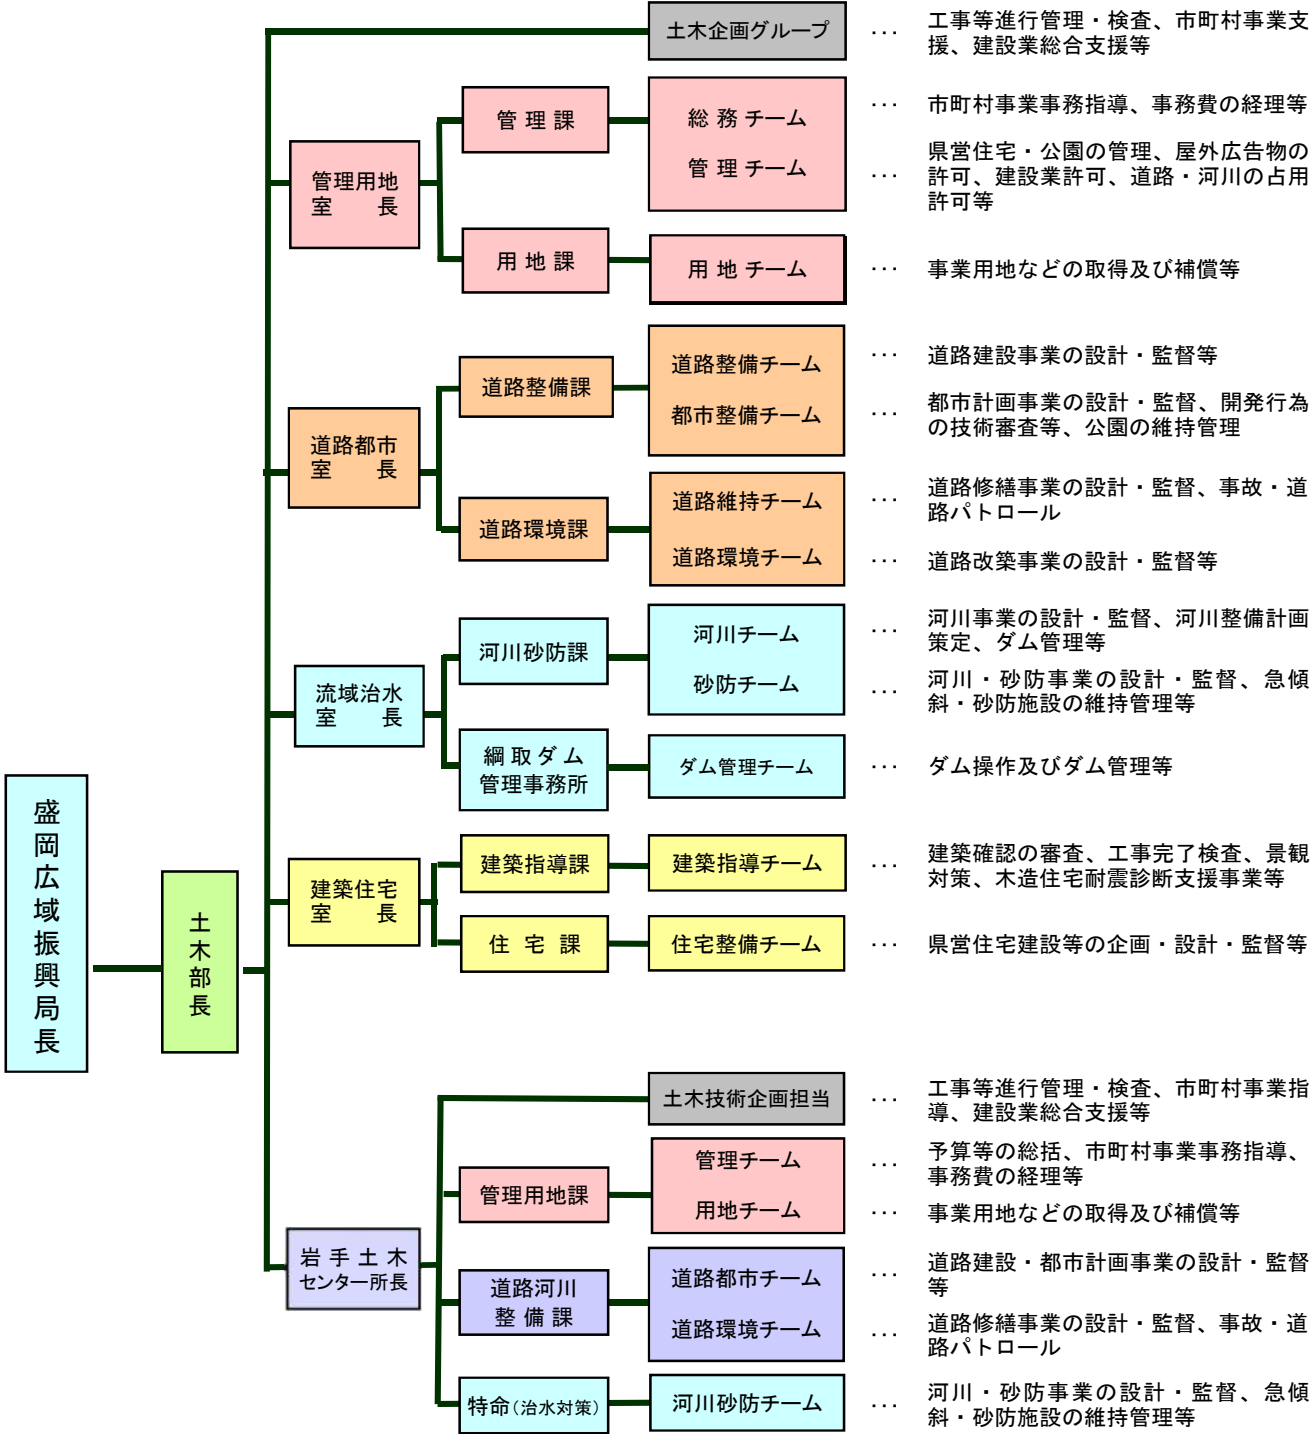 土木企画グループ
･･･
工事等進行管理・検査、市町村事業支
援、建設業総合支援等
管理用地
室　　長
管 理 課
総 務 チーム
･･･
市町村事業事務指導、事務費の経理等
管 理 チーム
･･･
県営住宅・公園の管理、屋外広告物の
許可、建設業許可、道路・河川の占用
許可等
用 地 課
用 地 チーム
･･･
事業用地などの取得及び補償等
道路都市
室　　長
道路整備課
道路整備チーム
･･･
道路建設事業の設計・監督等
都市整備チーム
･･･
都市計画事業の設計・監督、開発行為
の技術審査等、公園の維持管理
道路環境課
道路維持チーム
･･･
道路修繕事業の設計・監督、事故・道
路パトロール
道路環境チーム
･･･
道路改築事業の設計・監督等
流域治水
室　　長
河川砂防課
河川チーム
･･･
河川事業の設計・監督、河川整備計画
策定、ダム管理等
砂防チーム
･･･
河川・砂防事業の設計・監督、急傾
斜・砂防施設の維持管理等
綱 取 ダ ム
管理事務所
ダム管理チーム
･･･
ダム操作及びダム管理等
盛岡広域振興局長
土木部長
建築住宅
室　　長
建築指導課
建築指導チーム
･･･
建築確認の審査、工事完了検査、景観
対策、木造住宅耐震診断支援事業等
住 宅 課
住宅整備チーム
･･･
県営住宅建設等の企画・設計・監督等
岩 手 土 木
センター所長
土木技術企画担当
･･･
工事等進行管理・検査、市町村事業指
導、建設業総合支援等
管理用地課
管理チーム
･･･
予算等の総括、市町村事業事務指導、
事務費の経理等
用地チーム
･･･
事業用地などの取得及び補償等
道路河川
整 備 課
道路都市チーム
･･･
道路建設・都市計画事業の設計・監督
等
道路環境チーム
･･･
道路修繕事業の設計・監督、事故・道
路パトロール
特命(治水対策)
河川砂防チーム
･･･
河川・砂防事業の設計・監督、急傾
斜・砂防施設の維持管理等